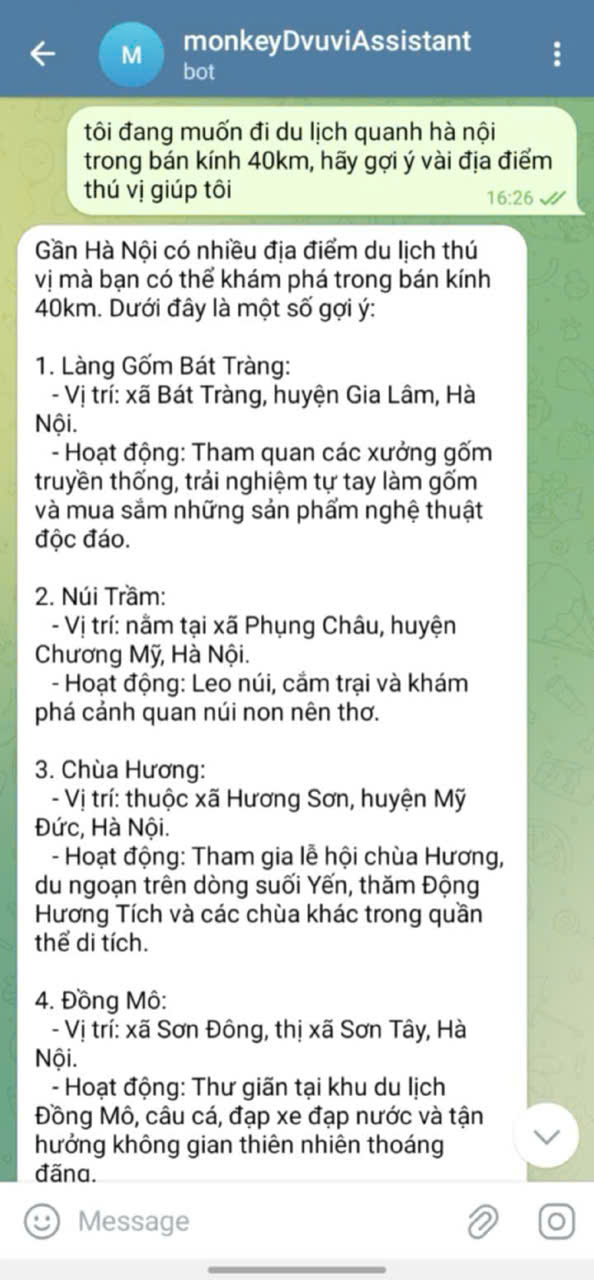 monkeyDvuviAssistant
bot
tôi đang muốn đi du lịch quanh hà nội
trong bán kính 40km, hãy gợi ý vài địa điểm
thú vị giúp tôi
16:26
Gần Hà Nội có nhiều địa điểm du lịch thú
vị mà bạn có thể khám phá trong bán kính
40km. Dưới đây là một số gợi ý:
1. Làng Gốm Bát Tràng:
- Vị trí: xã Bát Tràng, huyện Gia Lâm, Hà
Nội.
- Hoạt động: Tham quan các xưởng gốm
truyền thống, trải nghiệm tự tay làm gốm
và mua sắm những sản phẩm nghệ thuật
độc đáo.
2. Núi Trầm:
- Vị trí: nằm tại xã Phụng Châu, huyện
Chương Mỹ, Hà Nội.
- Hoạt động: Leo núi, cắm trại và khám
phá cảnh quan núi non nên thơ.
3. Chùa Hương:
- Vị trí: thuộc xã Hương Sơn, huyện Mỹ
Đức, Hà Nội.
- Hoạt động: Tham gia lễ hội chùa Hương,
du ngoạn trên dòng suối Yến, thăm Động
Hương Tích và các chùa khác trong quần
thể di tích.
4. Đồng Mô:
- Vị trí: xã Sơn Đông, thị xã Sơn Tây, Hà
Nội.
- Hoạt động: Thư giãn tại khu du lịch
Đồng Mô, câu cá, đạp xe đạp nước và tận
hưởng không gian thiên nhiên thoáng
đãng.
Message
M